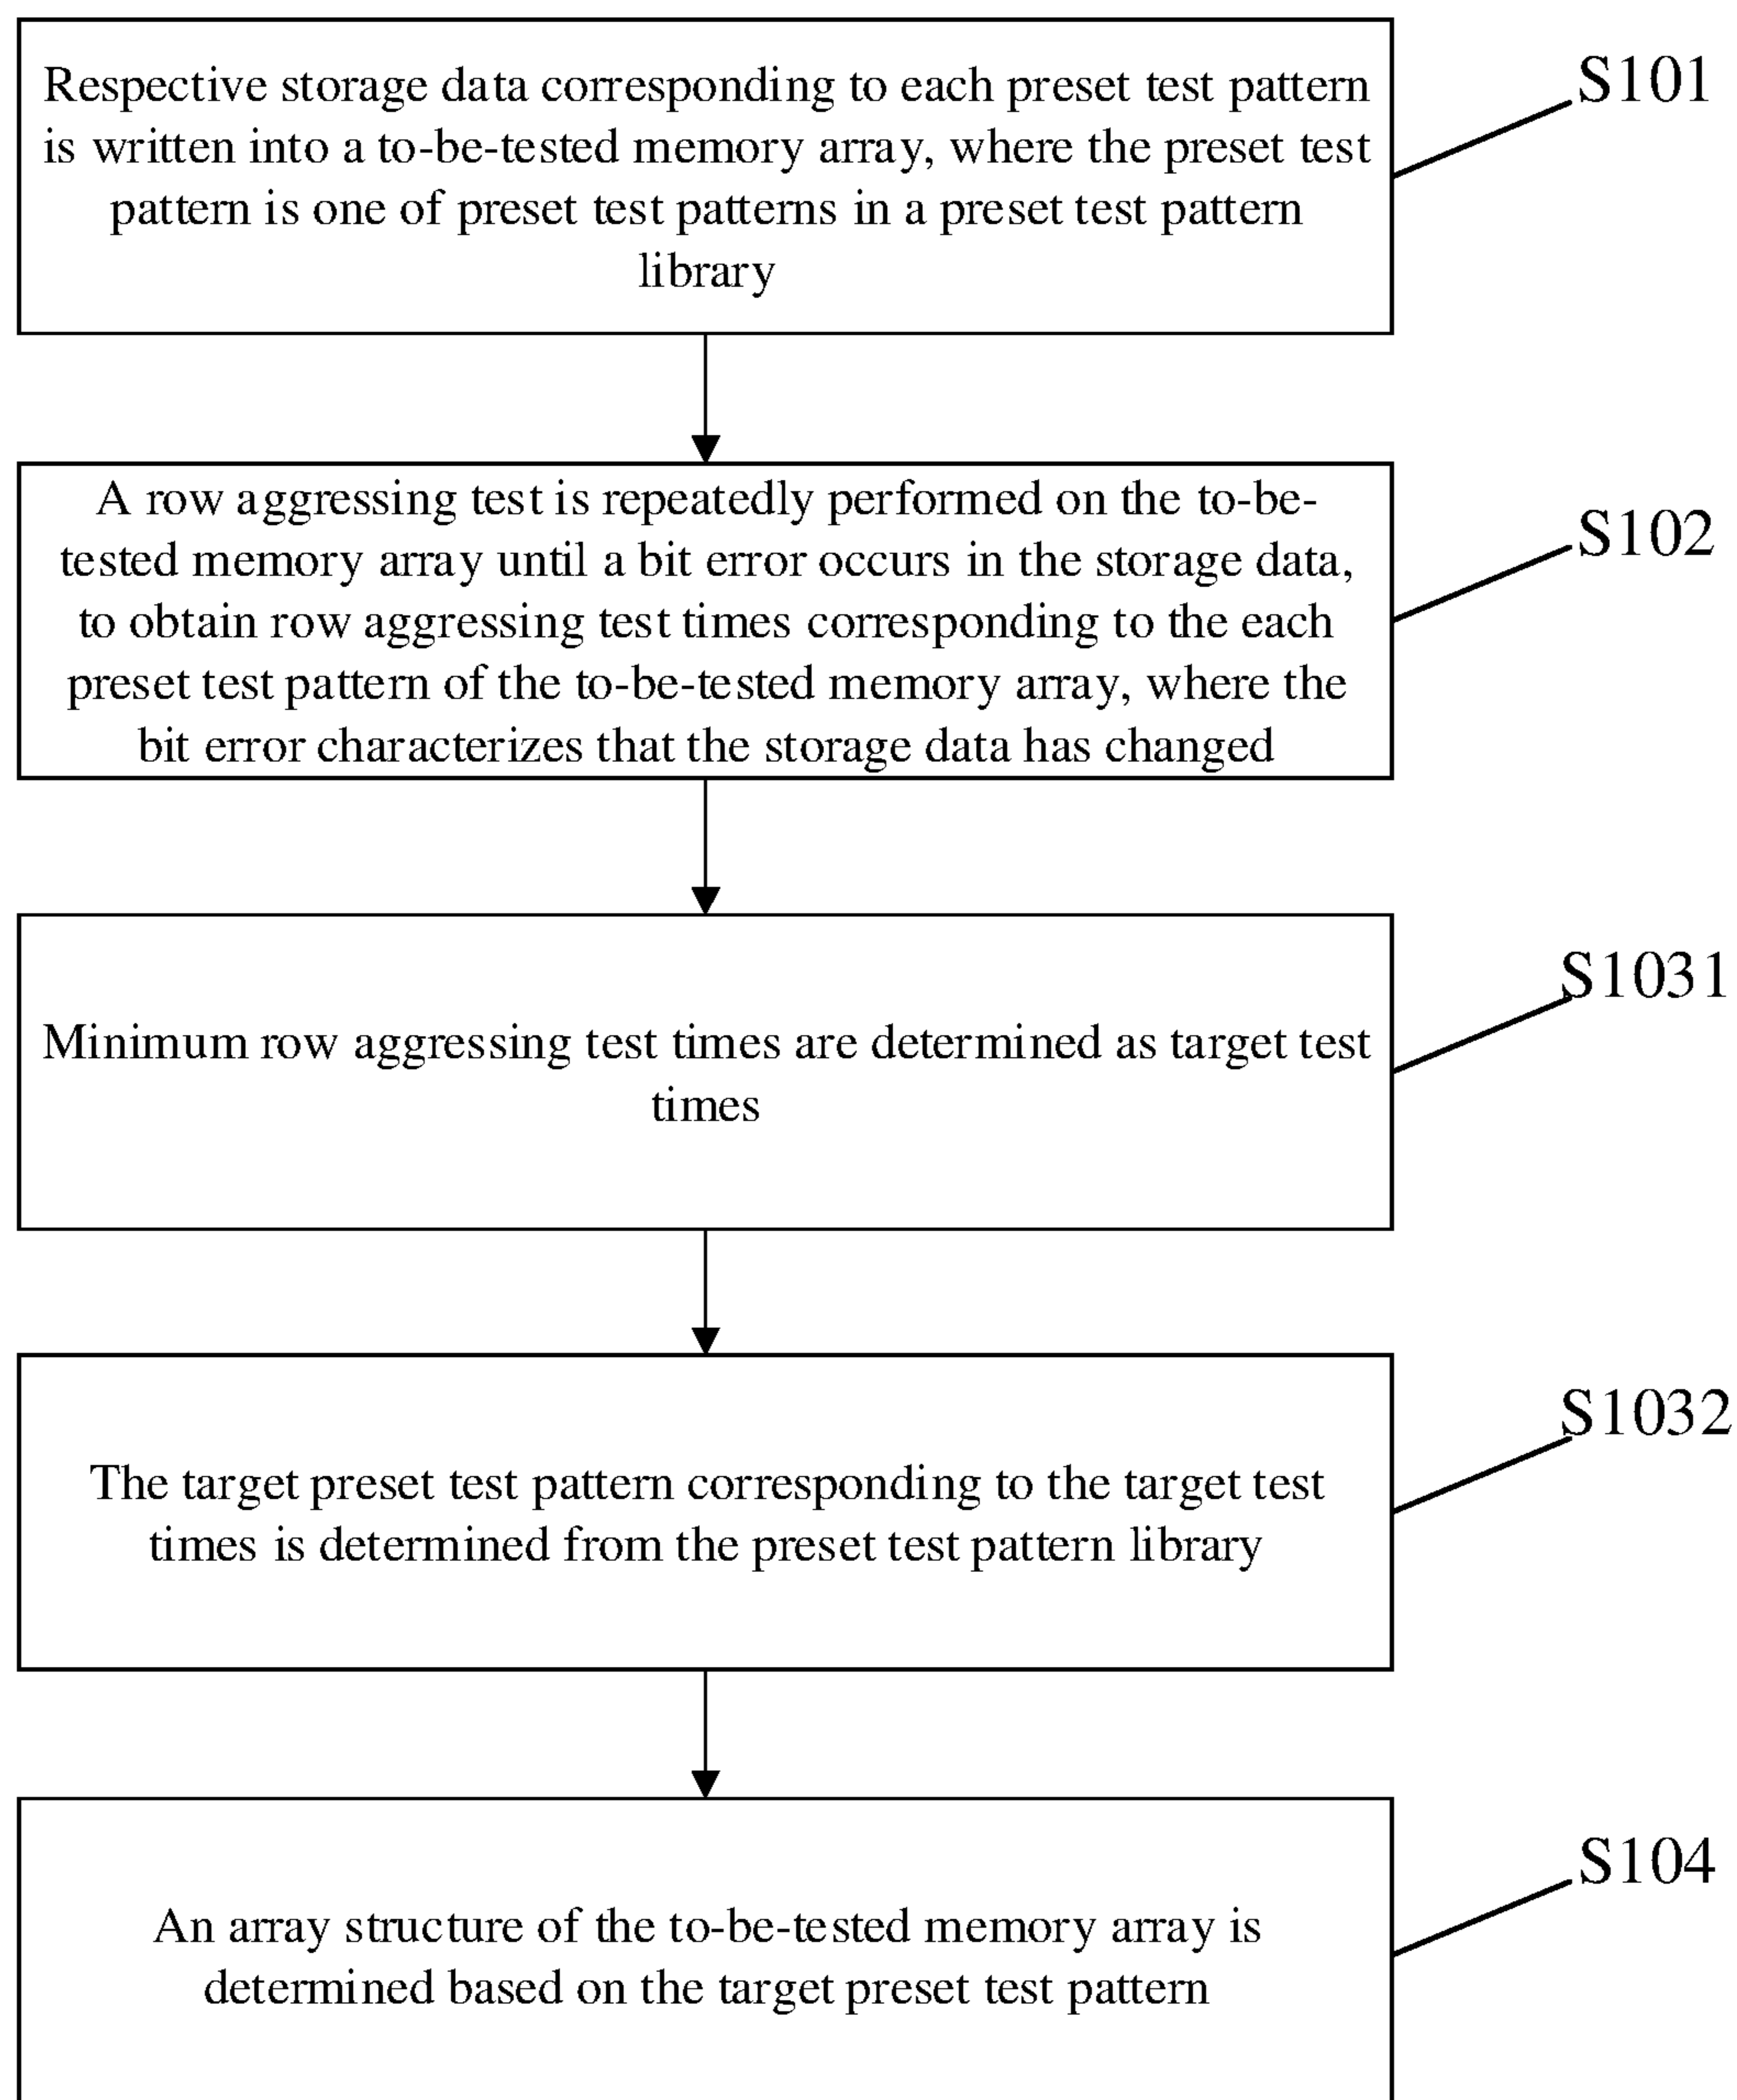 Respective storage data corresponding to each preset test pattern
is written into a to-be-tested memory array, where the preset test
pattern is one of preset test patterns in a preset test pattern
library
S101
A row aggressing test is repeatedly performed on the to-be-
tested memory array until a bit error occurs in the storage data,
to obtain row aggressing test times corresponding to the each
preset test pattern of the to-be-tested memory array, where the
bit error characterizes that the storage data has changed
S102
Minimum row aggressing test times are determined as target test
times
S1031
The target preset test pattern corresponding to the target test
times is determined from the preset test pattern library
S1032
An array structure of the to-be-tested memory array is
determined based on the target preset test pattern
S104